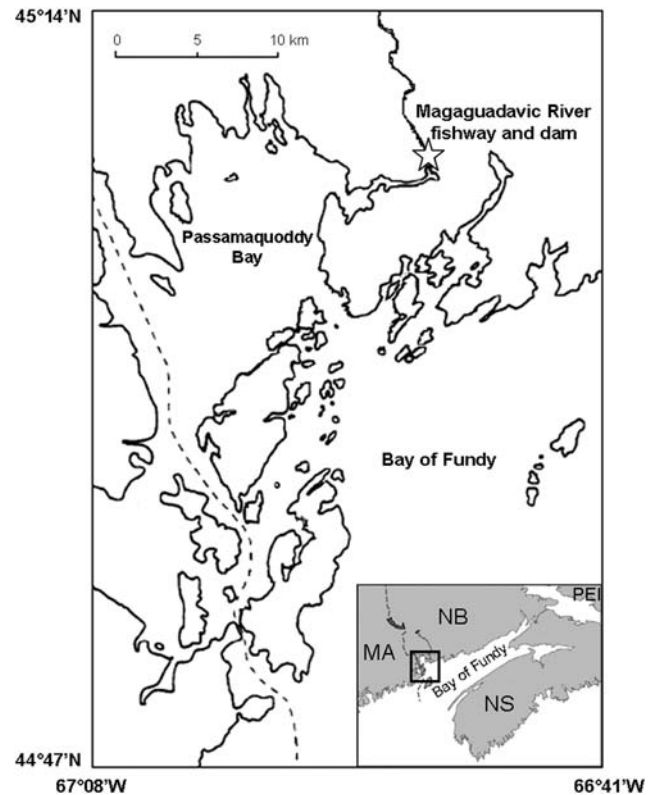 45°14'N
0 5 10 km
Magaguadavic River
fishway and dam
Passamaquoddy
Bay
Bay of Fundy
PEI
NB
MA
Bay of Fundy
NS
44°47'N
67°08'W 66°41'W